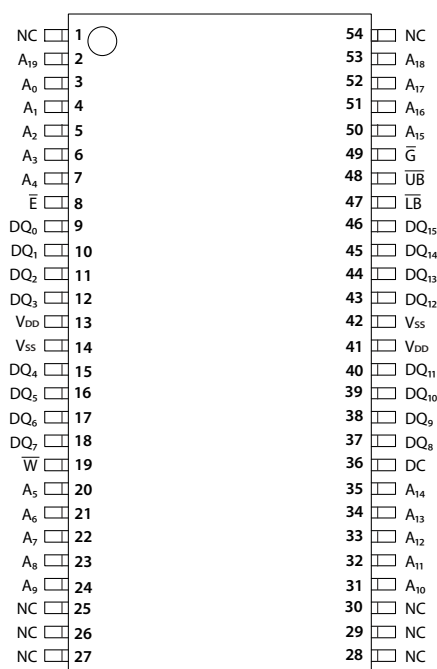 NC 1 54 NC
A₁₉ 2 53 A₁₈
A₀ 3 52 A₁₇
A₁ 4 51 A₁₆
A₂ 5 50 A₁₅
A₃ 6 49 G̅
A₄ 7 48 U̅B̅
E̅ 8 47 L̅B̅
DQ₀ 9 46 DQ₁₅
DQ₁ 10 45 DQ₁₄
DQ₂ 11 44 DQ₁₃
DQ₃ 12 43 DQ₁₂
VDD 13 42 VSS
VSS 14 41 VDD
DQ₄ 15 40 DQ₁₁
DQ₅ 16 39 DQ₁₀
DQ₆ 17 38 DQ₉
DQ₇ 18 37 DQ₈
W̅ 19 36 DC
A₅ 20 35 A₁₄
A₆ 21 34 A₁₃
A₇ 22 33 A₁₂
A₈ 23 32 A₁₁
A₉ 24 31 A₁₀
NC 25 30 NC
NC 26 29 NC
NC 27 28 NC